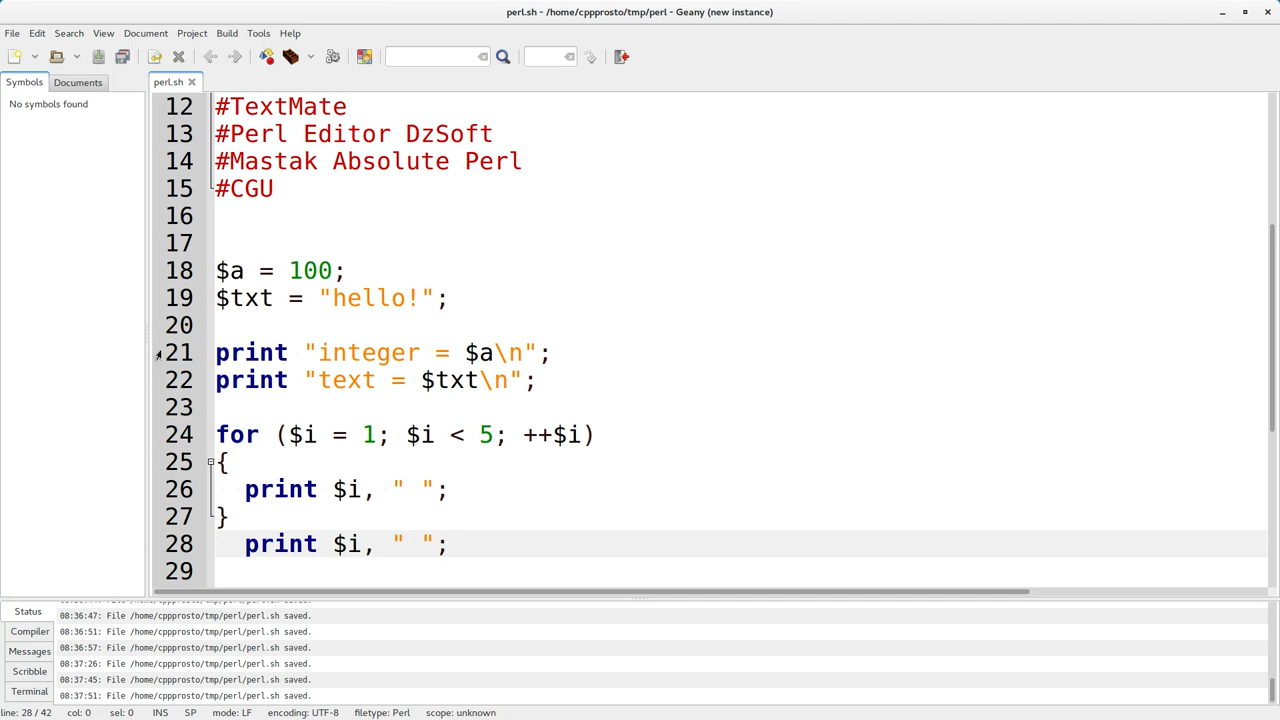 perl.sh - /home/cppprosto/tmp/perl - Geany (new instance)
File Edit Search View Document Project Build Tools Help
Symbols Documents perl.sh
No symbols found
12 #TextMate
13 #Perl Editor DzSoft
14 #Mastak Absolute Perl
15 #CGU
16
17
18 $a = 100;
19 $txt = "hello!";
20
21 print "integer = $a\n";
22 print "text = $txt\n";
23
24 for ($i = 1; $i < 5; ++$i)
25 {
26   print $i, " ";
27 }
28   print $i, " ";
29
Status
Compiler
Messages
Scribble
Terminal
08:36:47: File /home/cppprosto/tmp/perl/perl.sh saved.
08:36:51: File /home/cppprosto/tmp/perl/perl.sh saved.
08:36:57: File /home/cppprosto/tmp/perl/perl.sh saved.
08:37:26: File /home/cppprosto/tmp/perl/perl.sh saved.
08:37:45: File /home/cppprosto/tmp/perl/perl.sh saved.
08:37:51: File /home/cppprosto/tmp/perl/perl.sh saved.
line: 28 / 42 col: 0 sel: 0 INS SP mode: LF encoding: UTF-8 filetype: Perl scope: unknown